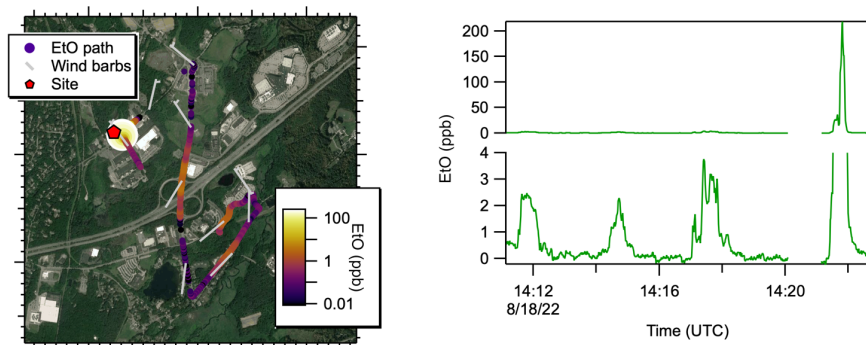 EtO path
Wind barbs
Site
100
1
0.01
EtO (ppb)
200
150
100
50
0
4
3
2
1
0
EtO (ppb)
14:12
14:16
14:20
8/18/22
Time (UTC)